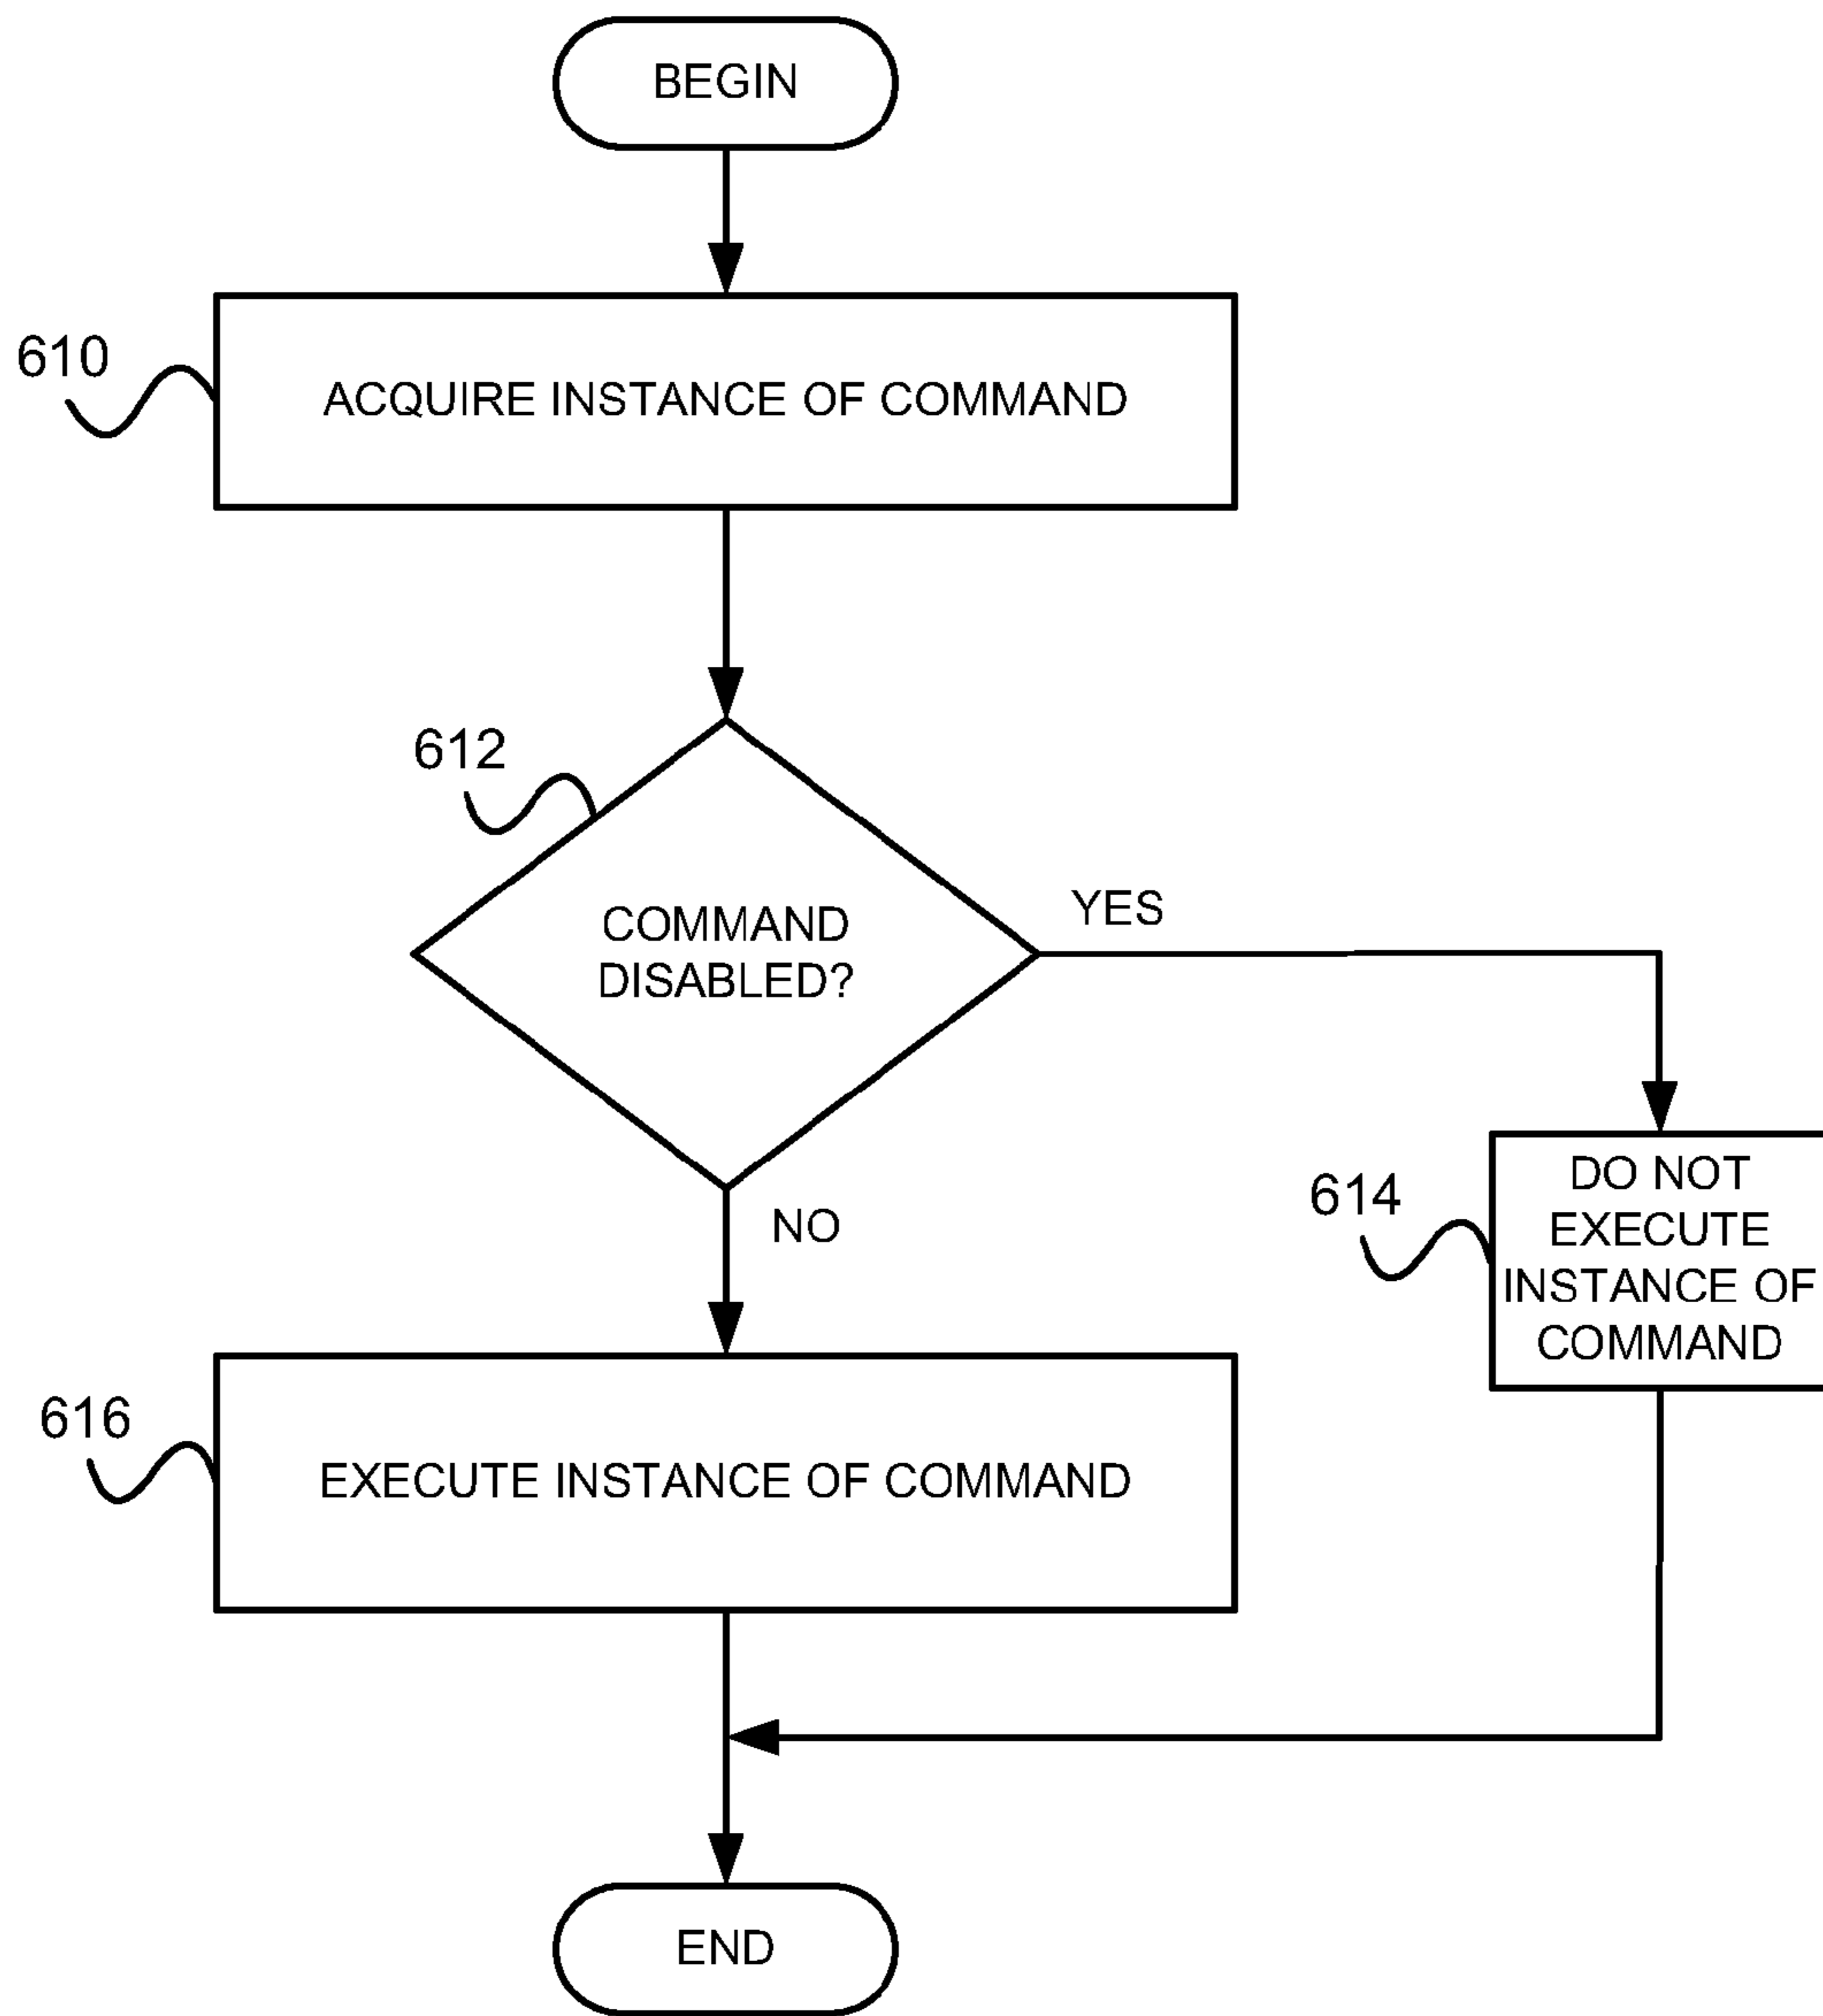 BEGIN
610
ACQUIRE INSTANCE OF COMMAND
612
COMMAND
DISABLED?
YES
NO
614
DO NOT
EXECUTE
INSTANCE OF
COMMAND
616
EXECUTE INSTANCE OF COMMAND
END